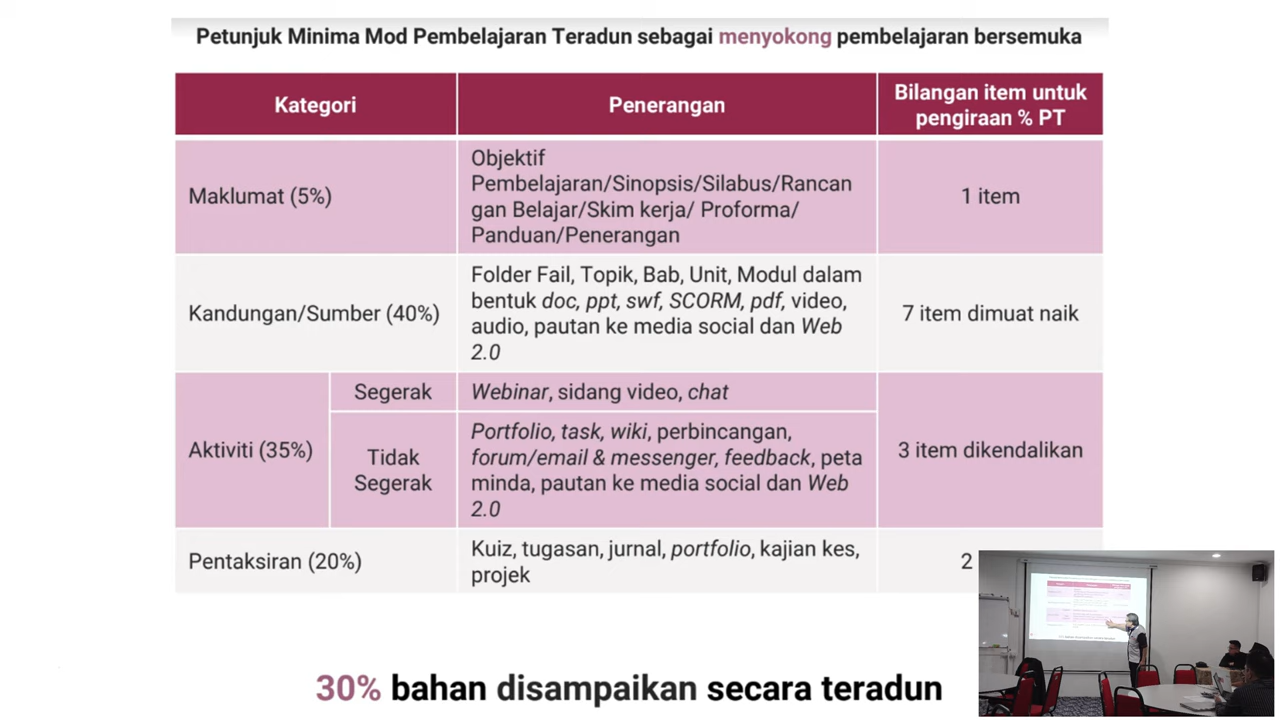 Petunjuk Minima Mod Pembelajaran Teradun sebagai menyokong pembelajaran bersemuka
Kategori
Penerangan
Bilangan item untuk
pengiraan % PT
Maklumat (5%)
Objektif
Pembelajaran/Sinopsis/Silabus/Rancan
gan Belajar/Skim kerja/ Proforma/
Panduan/Penerangan
1 item
Kandungan/Sumber (40%)
Folder Fail, Topik, Bab, Unit, Modul dalam
bentuk doc, ppt, swf, SCORM, pdf, video,
audio, pautan ke media social dan Web
2.0
7 item dimuat naik
Aktiviti (35%)
Segerak
Webinar, sidang video, chat
Tidak
Segerak
Portfolio, task, wiki, perbincangan,
forum/email & messenger, feedback, peta
minda, pautan ke media social dan Web
2.0
3 item dikendalikan
Pentaksiran (20%)
Kuiz, tugasan, jurnal, portfolio, kajian kes,
projek
2
30% bahan disampaikan secara teradun